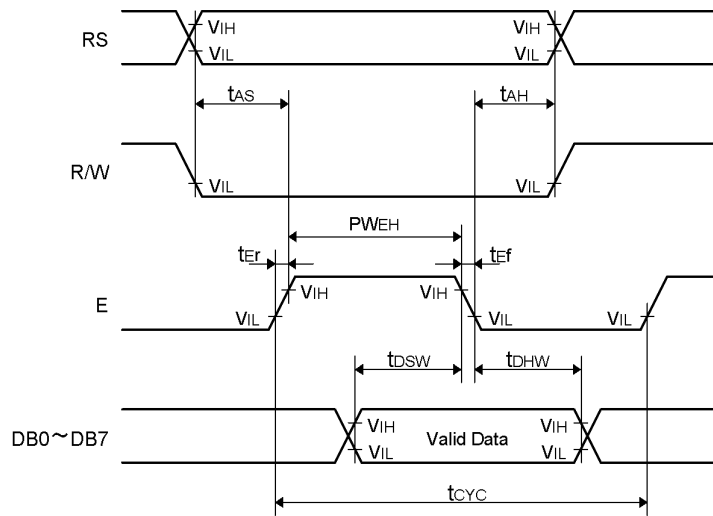 RS
VIH
VIL
VIH
VIL
tAS
tAH
R/W
VIL
VIL
PWEH
tEr
tEf
E
VIH
VIH
VIL
VIL
VIL
tDSW
tDHW
DB0～DB7
VIH
VIL
Valid Data
VIH
VIL
tCYC